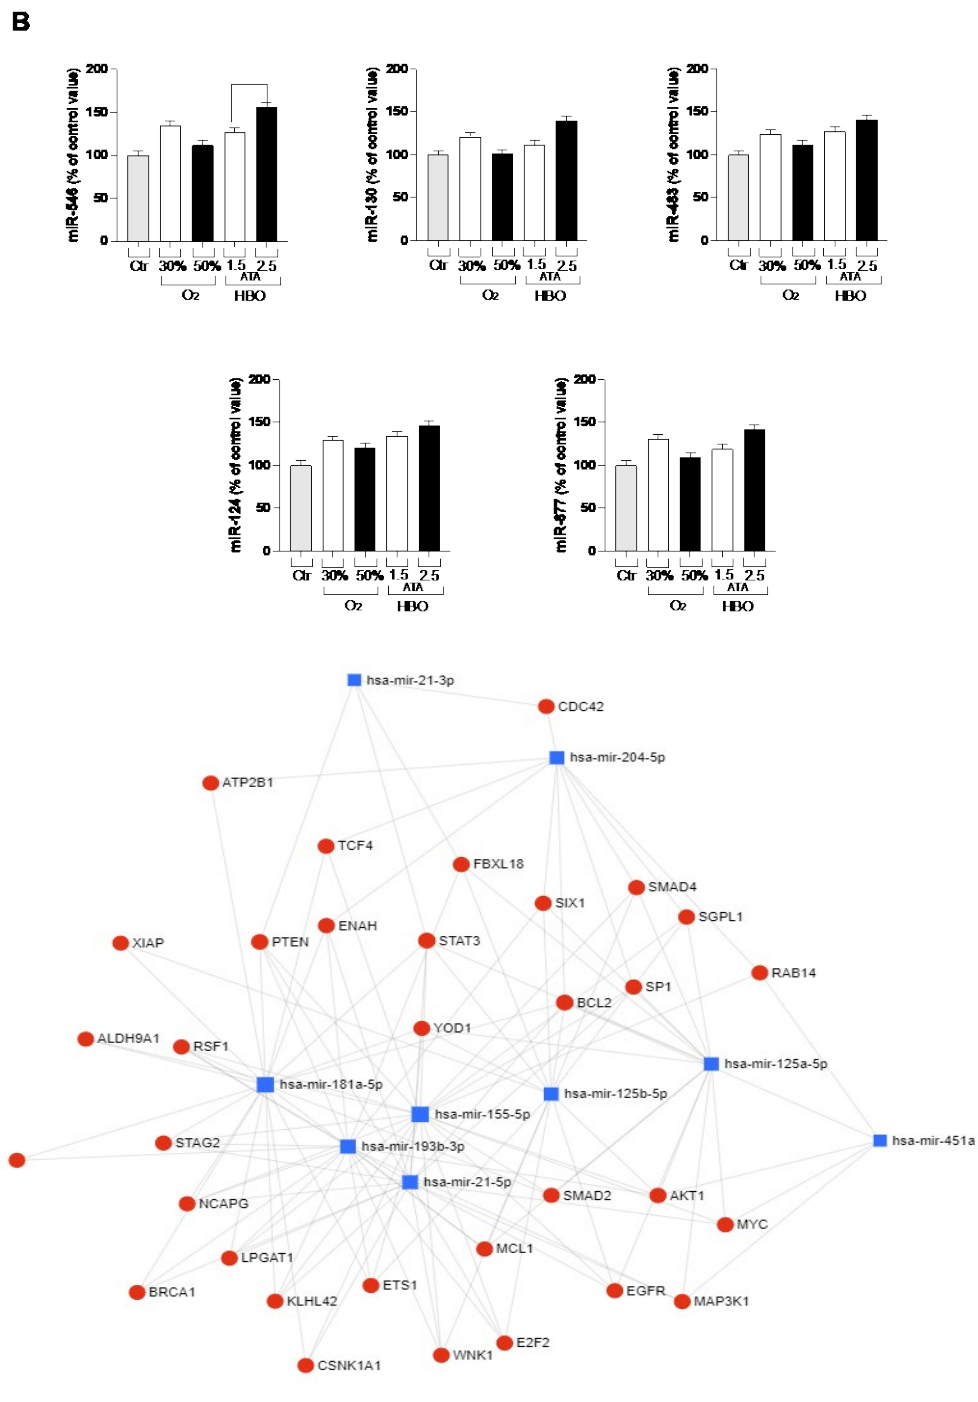 B
miR-546 (% of control value)
200
150
100
50
0
Ctr 30% 50% 1.5 2.5
ATA
O2 HBO
miR-130 (% of control value)
200
150
100
50
0
Ctr 30% 50% 1.5 2.5
ATA
O2 HBO
miR-483 (% of control value)
200
150
100
50
0
Ctr 30% 50% 1.5 2.5
ATA
O2 HBO
miR-124 (% of control value)
200
150
100
50
0
Ctr 30% 50% 1.5 2.5
ATA
O2 HBO
miR-877 (% of control value)
200
150
100
50
0
Ctr 30% 50% 1.5 2.5
ATA
O2 HBO
hsa-mir-21-3p
CDC42
hsa-mir-204-5p
ATP2B1
TCF4
FBXL18
SMAD4
SIX1
SGPL1
ENAH
XIAP
PTEN
STAT3
RAB14
SP1
BCL2
YOD1
ALDH9A1
RSF1
hsa-mir-125a-5p
hsa-mir-181a-5p
hsa-mir-125b-5p
hsa-mir-155-5p
hsa-mir-451a
STAG2
hsa-mir-193b-3p
hsa-mir-21-5p
SMAD2
AKT1
NCAPG
MYC
MCL1
LPGAT1
ETS1
BRCA1
EGFR
KLHL42
MAP3K1
E2F2
WNK1
CSNK1A1